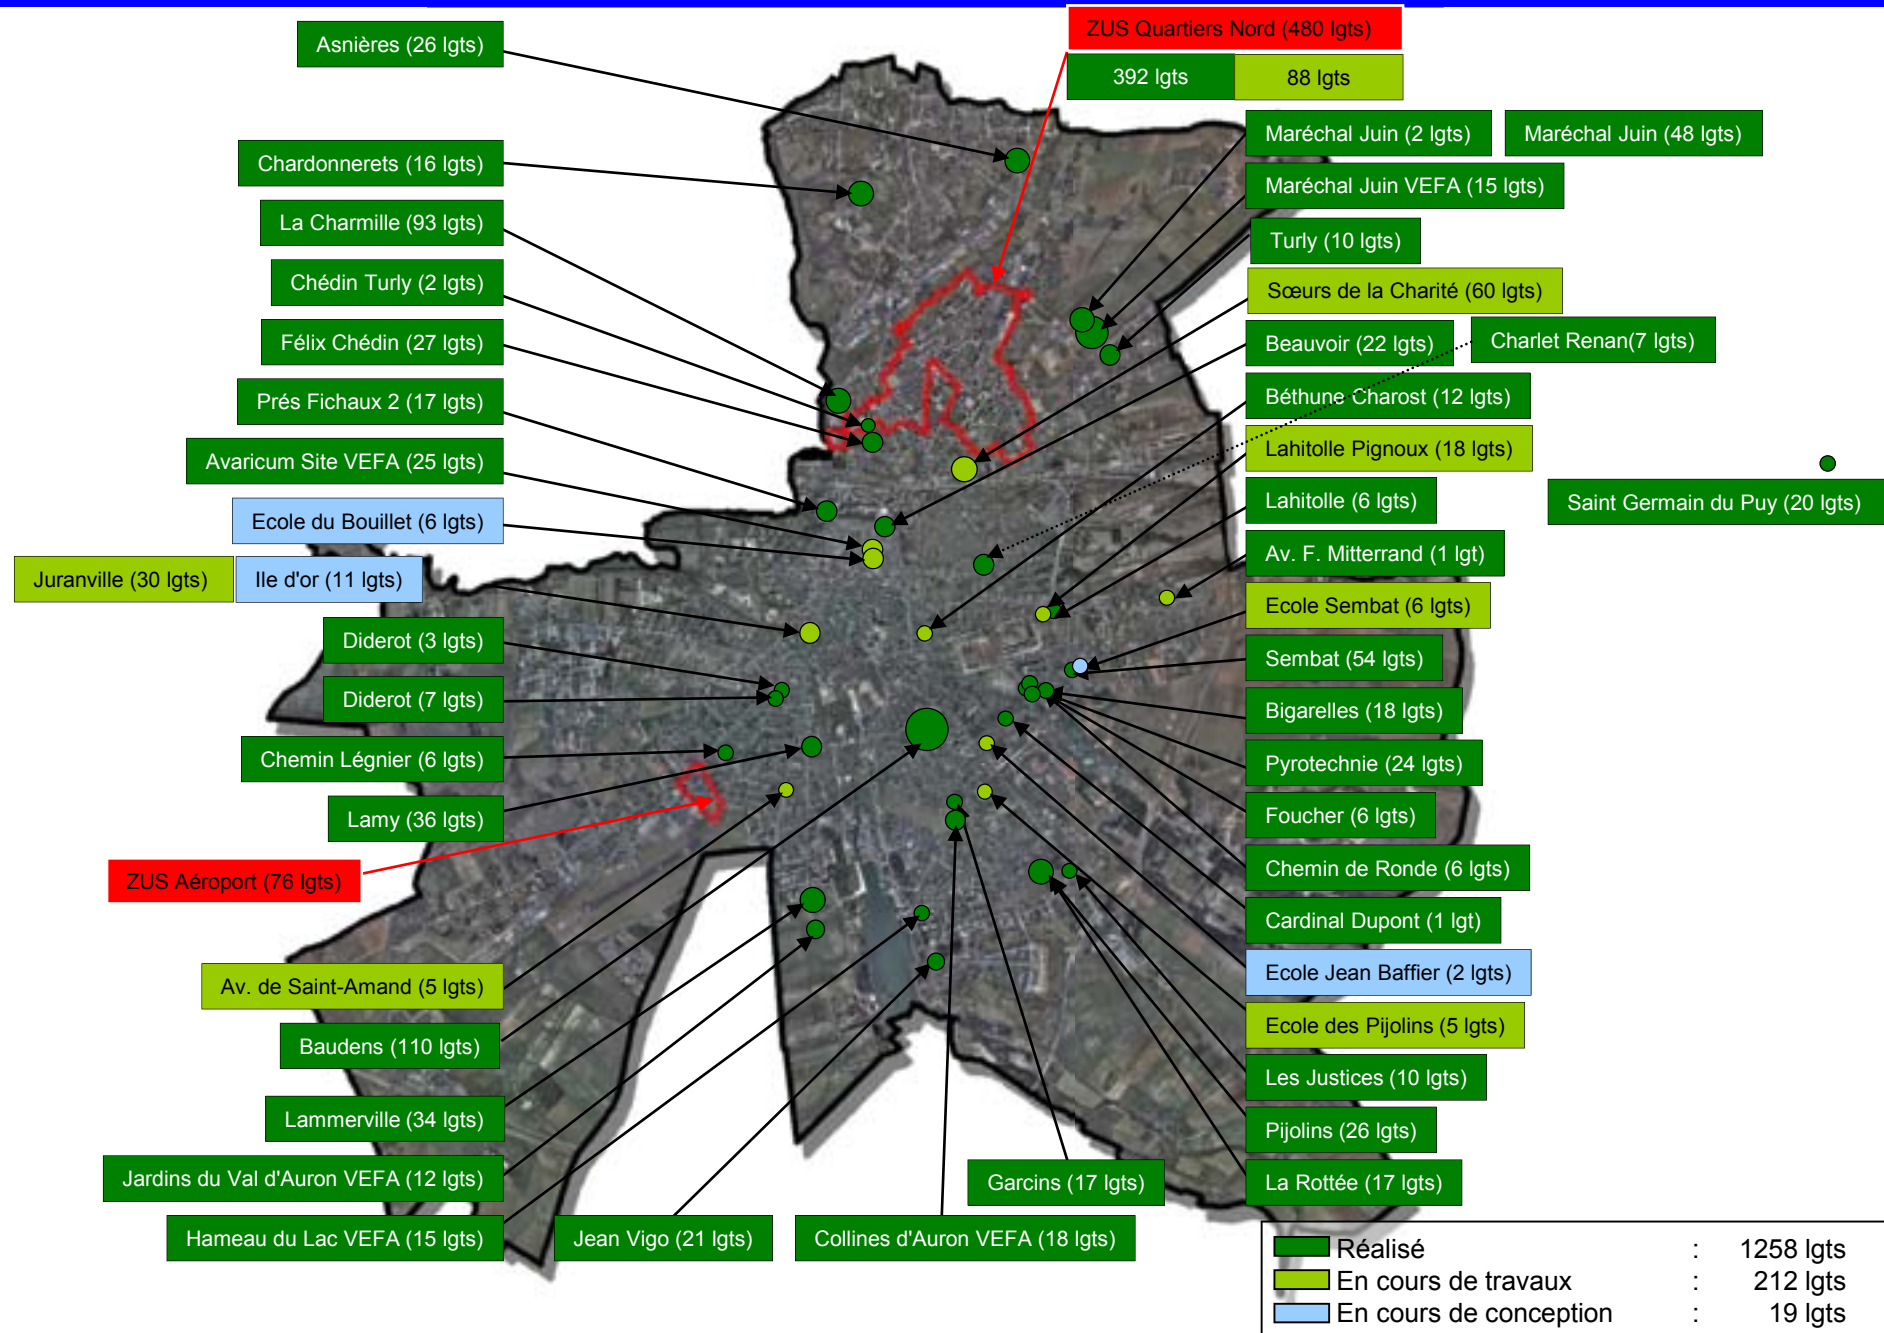 ZUS Quartiers Nord (480 lgts)
392 lgts
88 lgts
Asnières (26 lgts)
Chardonnerets (16 lgts)
La Charmille (93 lgts)
Chédin Turly (2 lgts)
Félix Chédin (27 lgts)
Prés Fichaux 2 (17 lgts)
Avaricum Site VEFA (25 lgts)
Ecole du Bouillet (6 lgts)
Juranville (30 lgts)
Ile d'or (11 lgts)
Diderot (3 lgts)
Diderot (7 lgts)
Chemin Légnier (6 lgts)
Lamy (36 lgts)
ZUS Aéroport (76 lgts)
Av. de Saint-Amand (5 lgts)
Baudens (110 lgts)
Lammerville (34 lgts)
Jardins du Val d'Auron VEFA (12 lgts)
Hameau du Lac VEFA (15 lgts)
Jean Vigo (21 lgts)
Collines d'Auron VEFA (18 lgts)
Garcins (17 lgts)
Maréchal Juin (2 lgts)
Maréchal Juin (48 lgts)
Maréchal Juin VEFA (15 lgts)
Turly (10 lgts)
Sœurs de la Charité (60 lgts)
Beauvoir (22 lgts)
Charlet Renan(7 lgts)
Béthune Charost (12 lgts)
Lahitolle Pignoux (18 lgts)
Lahitolle (6 lgts)
Saint Germain du Puy (20 lgts)
Av. F. Mitterrand (1 lgt)
Ecole Sembat (6 lgts)
Sembat (54 lgts)
Bigarelles (18 lgts)
Pyrotechnie (24 lgts)
Foucher (6 lgts)
Chemin de Ronde (6 lgts)
Cardinal Dupont (1 lgt)
Ecole Jean Baffier (2 lgts)
Ecole des Pijolins (5 lgts)
Les Justices (10 lgts)
Pijolins (26 lgts)
La Rottée (17 lgts)
Réalisé : 1258 lgts
En cours de travaux : 212 lgts
En cours de conception : 19 lgts